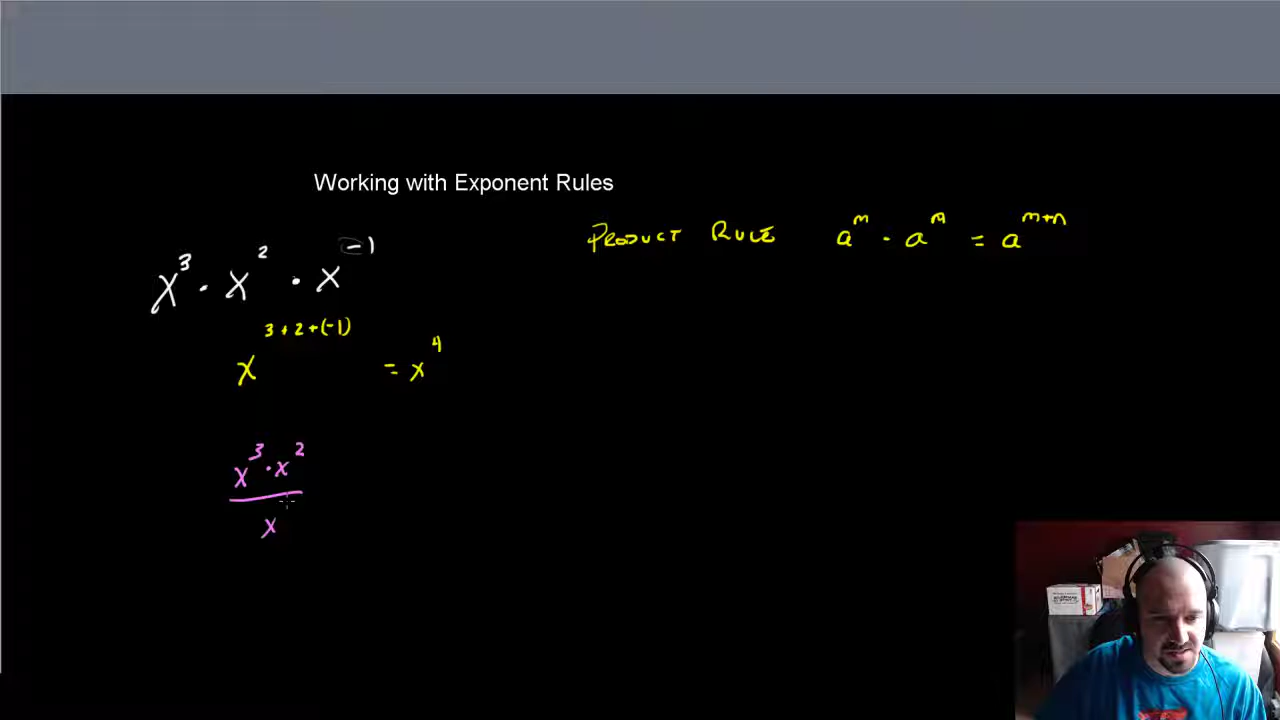 Working with Exponent Rules
PRODUCT RULE a^m · a^n = a^(m+n)
x^3 · x^2 · x^-1
x^(3+2+(-1)) = x^4
x^3 · x^2
x